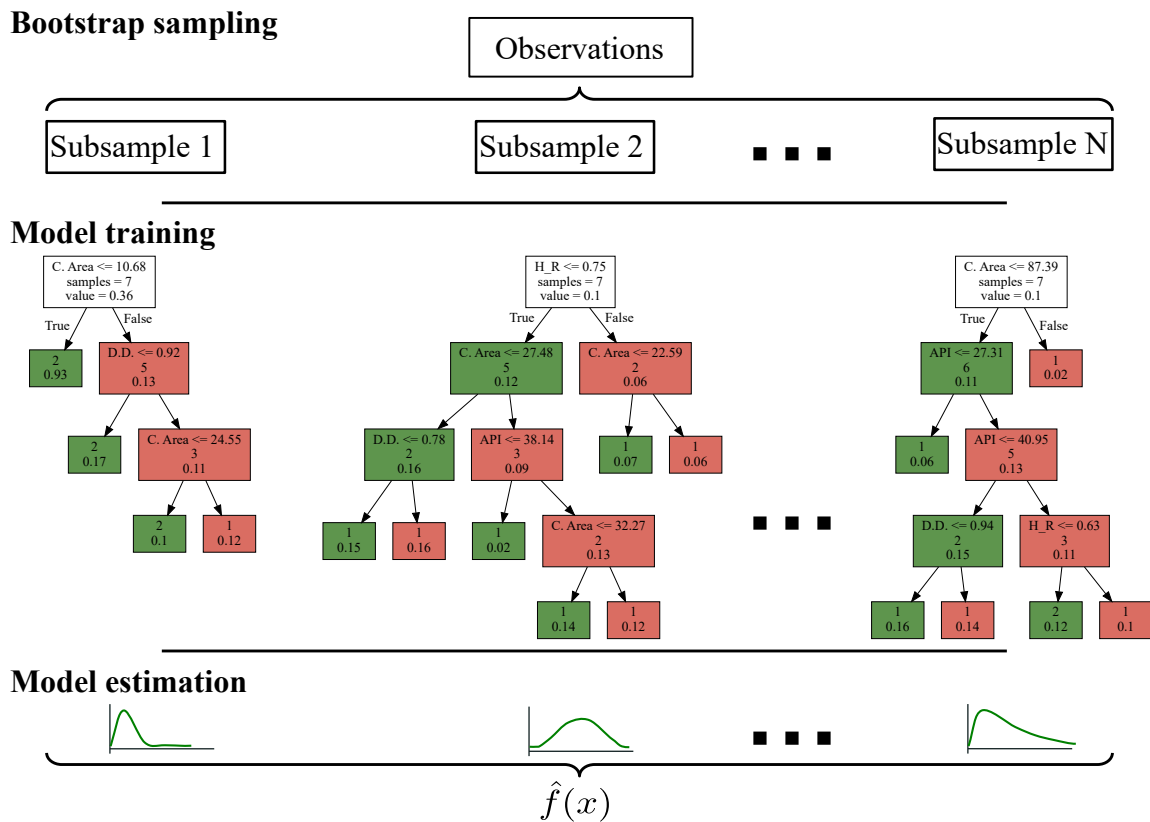 Bootstrap sampling
Observations
Subsample 1
Subsample 2
Subsample N
Model training
C. Area <= 10.68
samples = 7
value = 0.36
True
False
2
0.93
D.D. <= 0.92
5
0.13
2
0.17
C. Area <= 24.55
3
0.11
2
0.1
1
0.12
H_R <= 0.75
samples = 7
value = 0.1
True
False
C. Area <= 27.48
5
0.12
C. Area <= 22.59
2
0.06
D.D. <= 0.78
2
0.16
API <= 38.14
3
0.09
1
0.07
1
0.06
1
0.15
1
0.16
1
0.02
C. Area <= 32.27
2
0.13
1
0.14
1
0.12
C. Area <= 87.39
samples = 7
value = 0.1
True
False
API <= 27.31
6
0.11
1
0.02
1
0.06
API <= 40.95
5
0.13
D.D. <= 0.94
2
0.15
H_R <= 0.63
3
0.11
1
0.16
1
0.14
2
0.12
1
0.1
Model estimation
f̂(x)